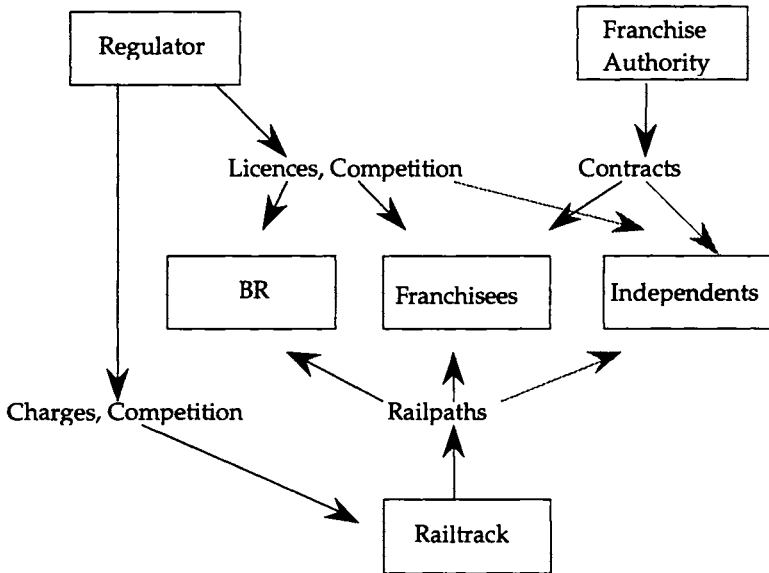 Regulator
Franchise
Authority
Licences, Competition
Contracts
BR
Franchisees
Independents
Charges, Competition
Railpaths
Railtrack